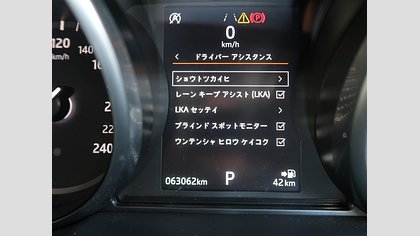 0
km/h
120
140
160
ドライバー アシスタンス
ショウトツカイヒ
レーン キープ アシスト (LKA)
LKA セッティ
ブラインド スポットモニター
ウンテンシャ ヒロウ ケイコク
220
240
063062km
P
42km